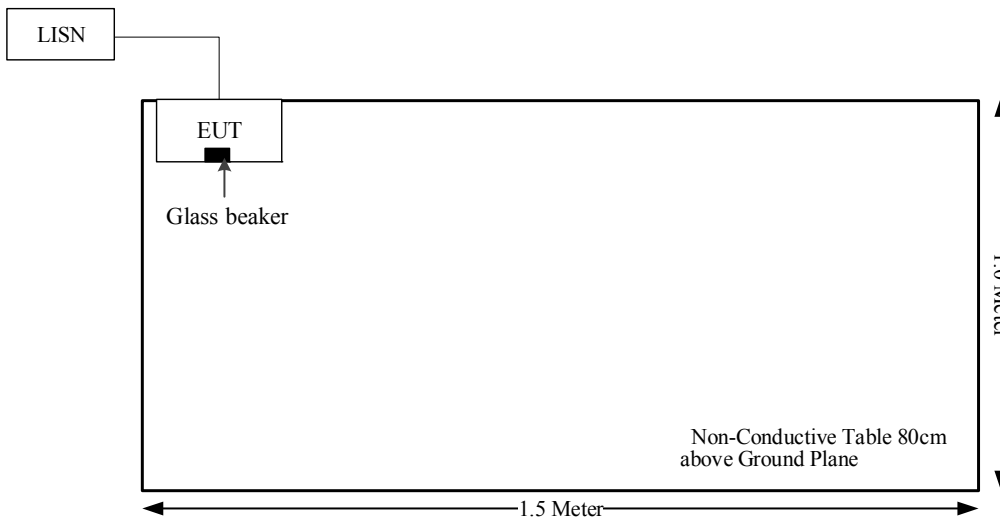 LISN
EUT
Glass beaker
Non-Conductive Table 80cm
above Ground Plane
1.5 Meter